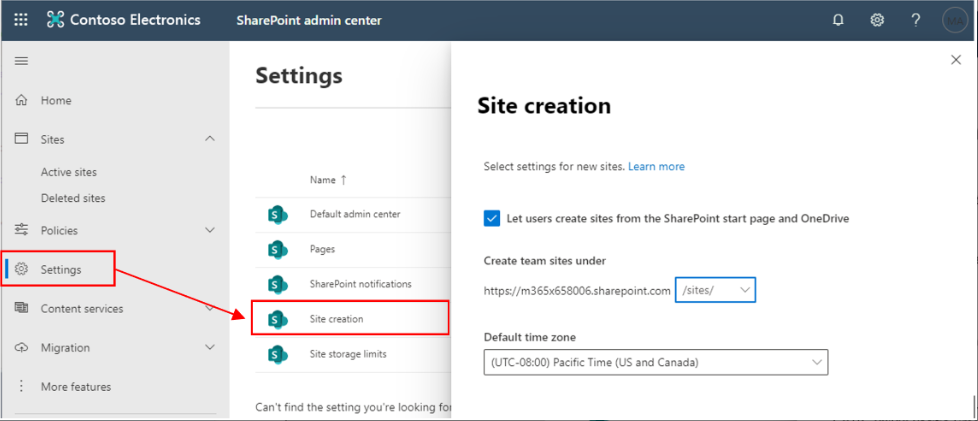 Contoso Electronics SharePoint admin center
Home
Sites
Active sites
Deleted sites
Policies
Settings
Content services
Migration
More features
Settings
Name ↑
Default admin center
Pages
SharePoint notifications
Site creation
Site storage limits
Can't find the setting you're looking for
Site creation
Select settings for new sites. Learn more
Let users create sites from the SharePoint start page and OneDrive
Create team sites under
https://m365x658006.sharepoint.com /sites/
Default time zone
(UTC-08:00) Pacific Time (US and Canada)